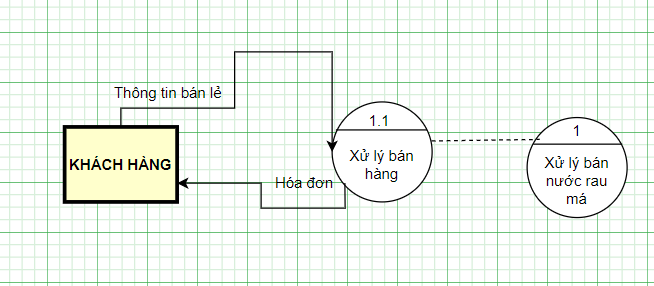 Thông tin bán lẻ
KHÁCH HÀNG
Hóa đơn
1.1
Xử lý bán
hàng
1
Xử lý bán
nước rau
má